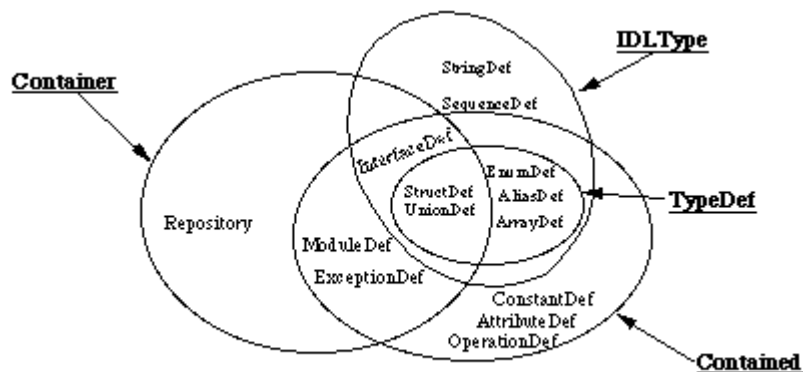 IDLType
StringDef
Container
SequenceDef
InterfaceDef
EnumDef
StructDef
AliasDef
TypeDef
UnionDef
Repository
ArrayDef
ModuleDef
ExceptionDef
ConstantDef
AttributeDef
OperationDef
Contained